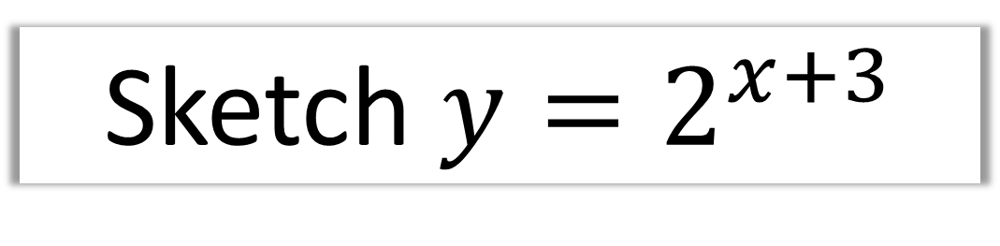 Sketch $y = 2^{x+3}$